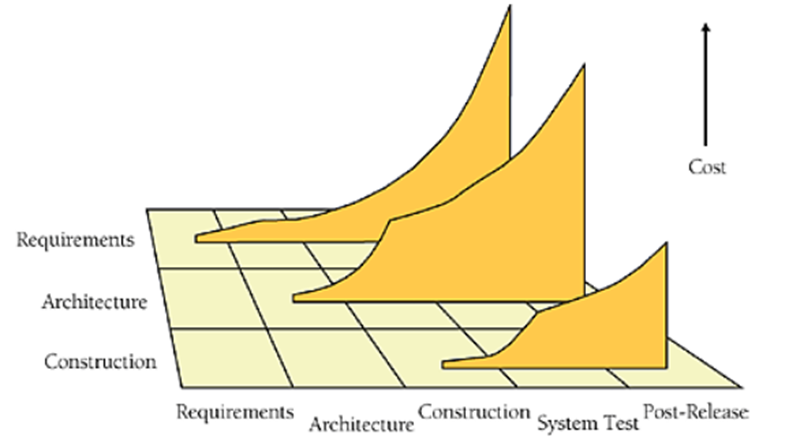 Cost
Requirements
Architecture
Construction
Requirements
Architecture
Construction
System Test
Post-Release